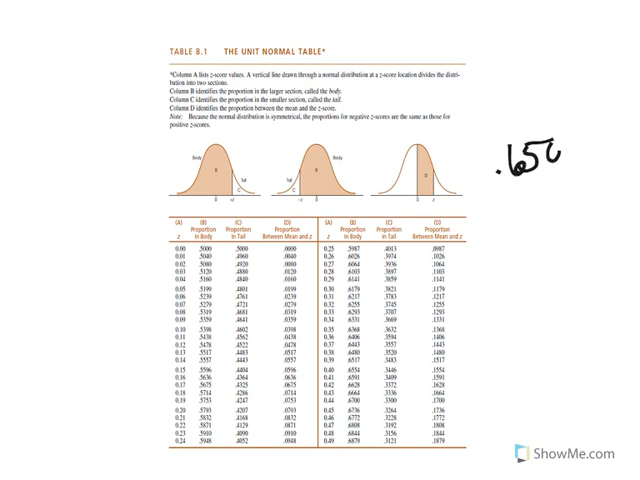 TABLE B.1 THE UNIT NORMAL TABLE*
*Column A lists z-score values. A vertical line drawn through a normal distribution at a z-score location divides the distri-
bution into two sections.
Column B identifies the proportion in the larger section, called the body.
Column C identifies the proportion in the smaller section, called the tail.
Column D identifies the proportion between the mean and the z-score.
Note: Because the normal distribution is symmetrical, the proportions for negative z-scores are the same as those for
positive z-scores.
.650
Body B Tail C 0 +z
Tail C B Body -z 0
D 0 z
(A) (B) (C) (D) (A) (B) (C) (D)
Proportion Proportion Proportion Proportion Proportion Proportion
z in Body in Tail Between Mean and z z in Body in Tail Between Mean and z
0.00 .5000 .5000 .0000 0.25 .5987 .4013 .0987
0.01 .5040 .4960 .0040 0.26 .6026 .3974 .1026
0.02 .5080 .4920 .0080 0.27 .6064 .3936 .1064
0.03 .5120 .4880 .0120 0.28 .6103 .3897 .1103
0.04 .5160 .4840 .0160 0.29 .6141 .3859 .1141
0.05 .5199 .4801 .0199 0.30 .6179 .3821 .1179
0.06 .5239 .4761 .0239 0.31 .6217 .3783 .1217
0.07 .5279 .4721 .0279 0.32 .6255 .3745 .1255
0.08 .5319 .4681 .0319 0.33 .6293 .3707 .1293
0.09 .5359 .4641 .0359 0.34 .6331 .3669 .1331
0.10 .5398 .4602 .0398 0.35 .6368 .3632 .1368
0.11 .5438 .4562 .0438 0.36 .6406 .3594 .1406
0.12 .5478 .4522 .0478 0.37 .6443 .3557 .1443
0.13 .5517 .4483 .0517 0.38 .6480 .3520 .1480
0.14 .5557 .4443 .0557 0.39 .6517 .3483 .1517
0.15 .5596 .4404 .0596 0.40 .6554 .3446 .1554
0.16 .5636 .4364 .0636 0.41 .6591 .3409 .1591
0.17 .5675 .4325 .0675 0.42 .6628 .3372 .1628
0.18 .5714 .4286 .0714 0.43 .6664 .3336 .1664
0.19 .5753 .4247 .0753 0.44 .6700 .3300 .1700
0.20 .5793 .4207 .0793 0.45 .6736 .3264 .1736
0.21 .5832 .4168 .0832 0.46 .6772 .3228 .1772
0.22 .5871 .4129 .0871 0.47 .6808 .3192 .1808
0.23 .5910 .4090 .0910 0.48 .6844 .3156 .1844
0.24 .5948 .4052 .0948 0.49 .6879 .3121 .1879
ShowMe.com